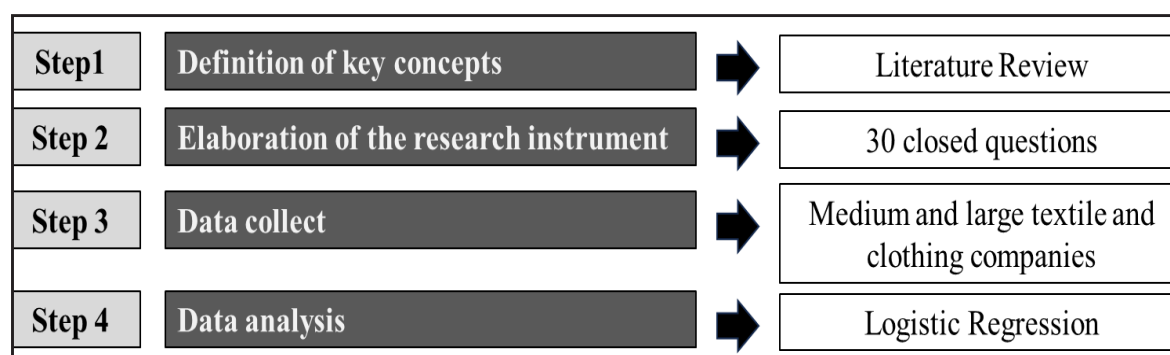 Step1 Definition of key concepts Literature Review
Step 2 Elaboration of the research instrument 30 closed questions
Step 3 Data collect Medium and large textile and
clothing companies
Step 4 Data analysis Logistic Regression